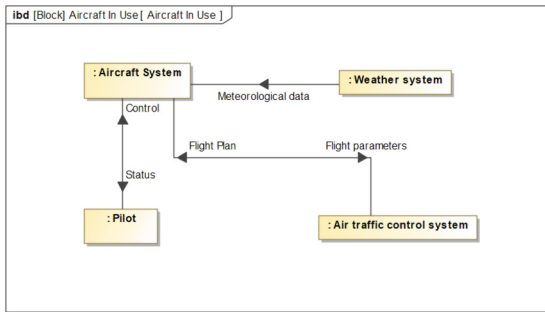 ibd [Block] Aircraft In Use [ Aircraft In Use ]
: Aircraft System
: Weather system
Meteorological data
Control
Flight Plan
Flight parameters
Status
: Pilot
: Air traffic control system